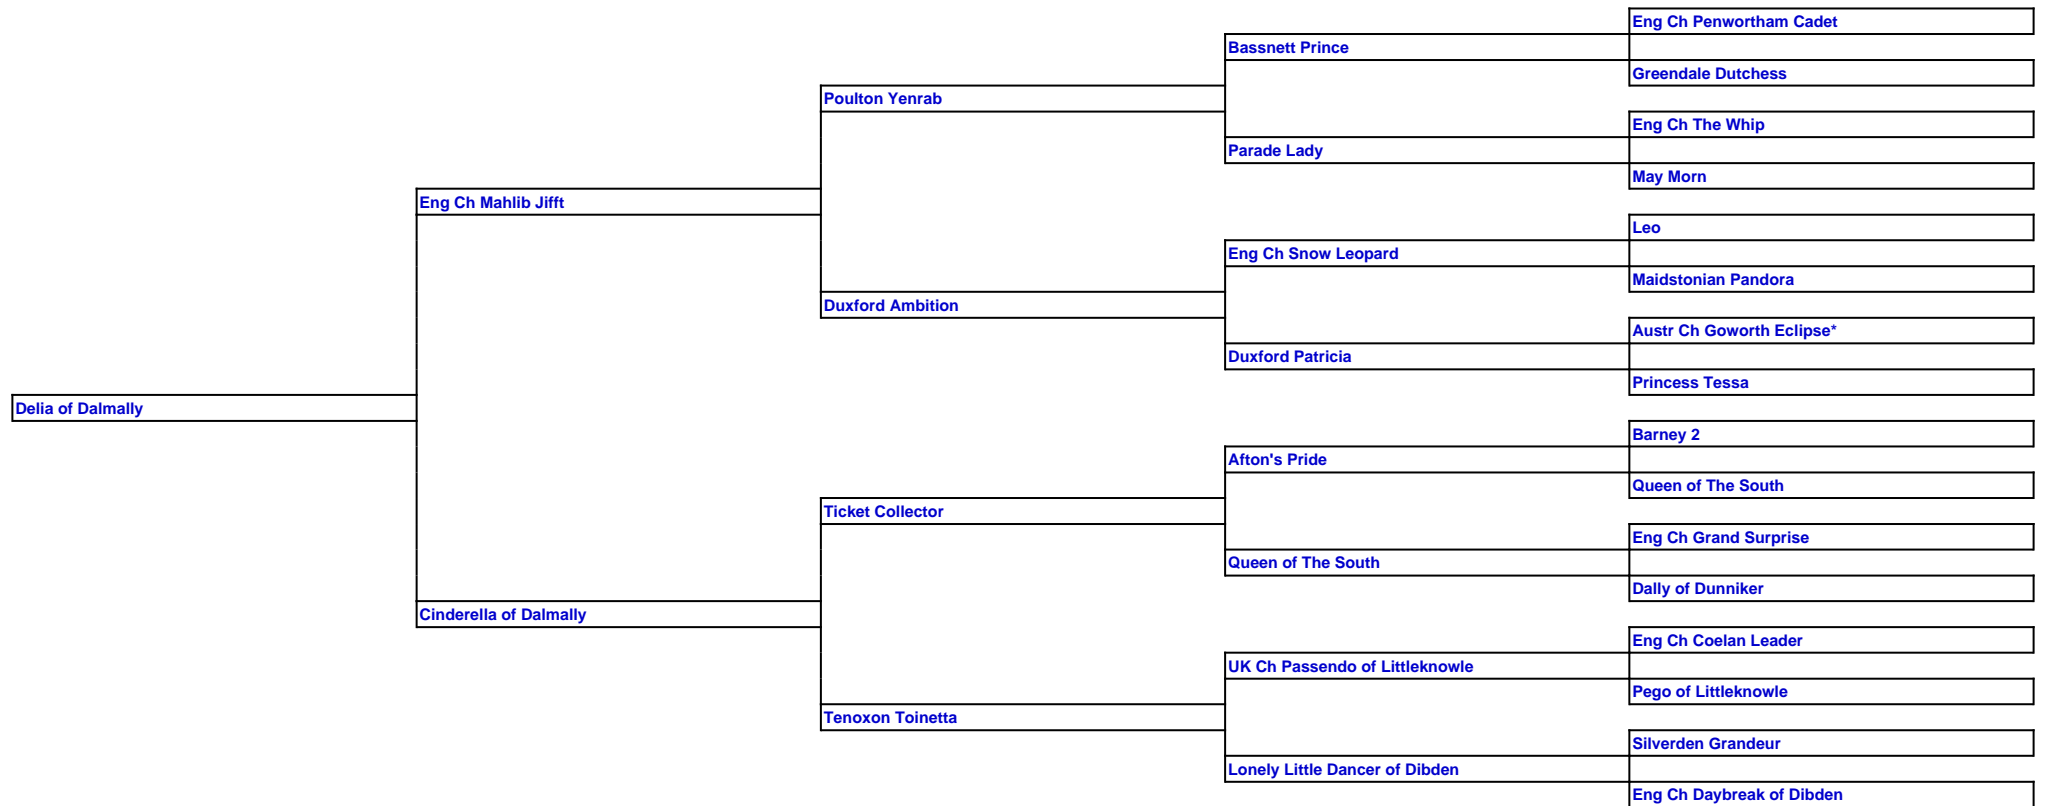 Eng Ch Penwortham Cadet
Bassnett Prince
Greendale Dutchess
Poulton Yenrab
Eng Ch The Whip
Parade Lady
May Morn
Eng Ch Mahlib Jifft
Leo
Eng Ch Snow Leopard
Maidstonian Pandora
Duxford Ambition
Austr Ch Goworth Eclipse*
Duxford Patricia
Princess Tessa
Delia of Dalmally
Barney 2
Afton's Pride
Queen of The South
Ticket Collector
Eng Ch Grand Surprise
Queen of The South
Dally of Dunniker
Cinderella of Dalmally
Eng Ch Coelan Leader
UK Ch Passendo of Littleknowle
Pego of Littleknowle
Tenoxon Toinetta
Silverden Grandeur
Lonely Little Dancer of Dibden
Eng Ch Daybreak of Dibden